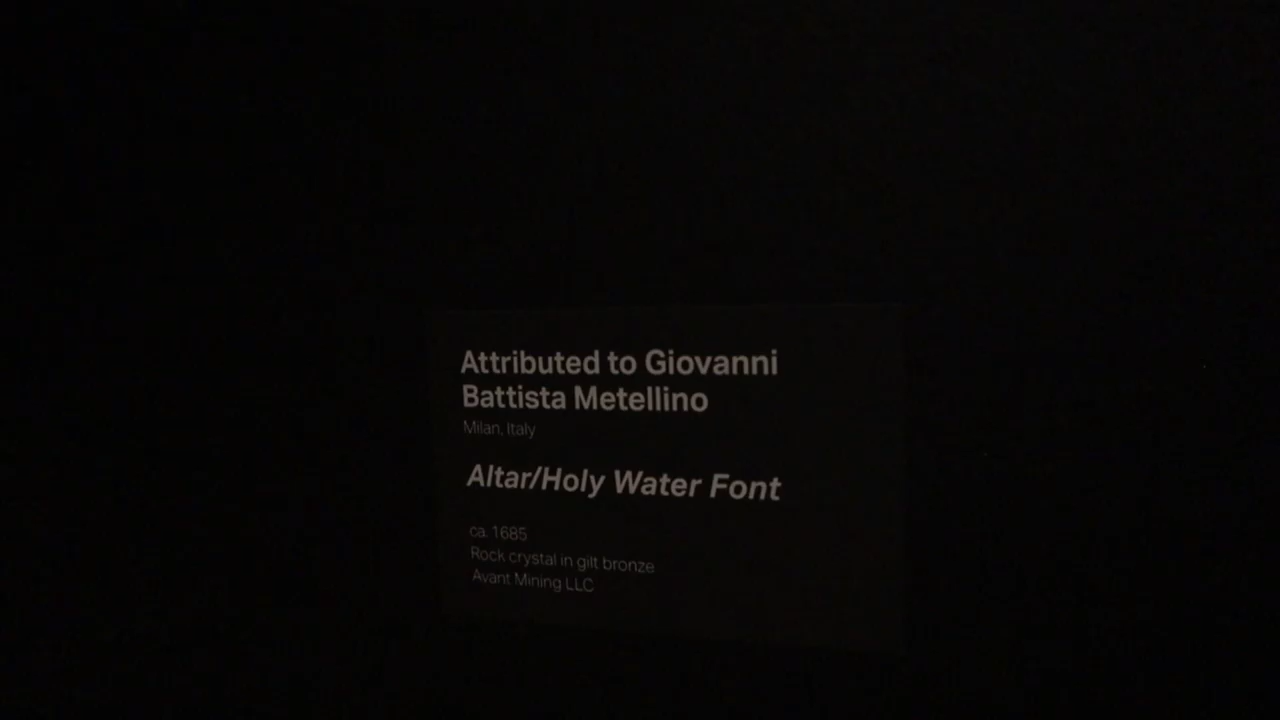 Attributed to Giovanni
Battista Metellino
Milan, Italy
Altar/Holy Water Font
ca. 1685
Rock crystal in gilt bronze
Avant Mining LLC